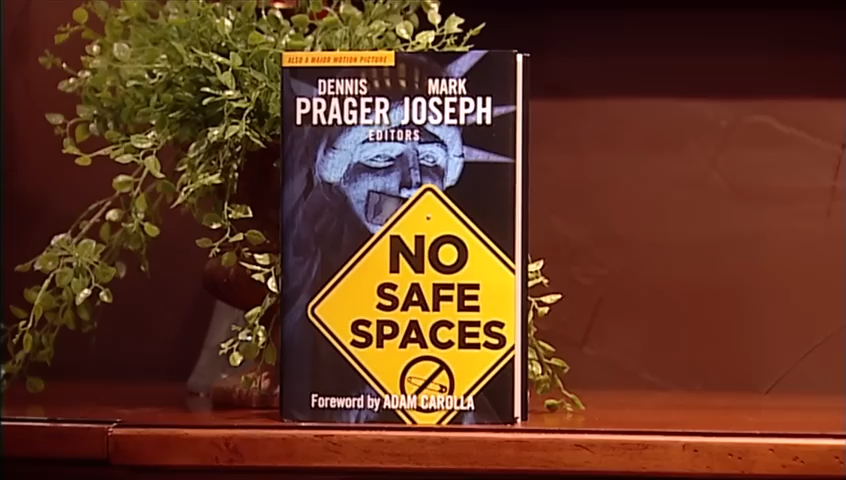 ALSO A MAJOR MOTION PICTURE
DENNIS MARK
PRAGER JOSEPH
EDITORS
NO
SAFE
SPACES
Foreword by ADAM CAROLLA